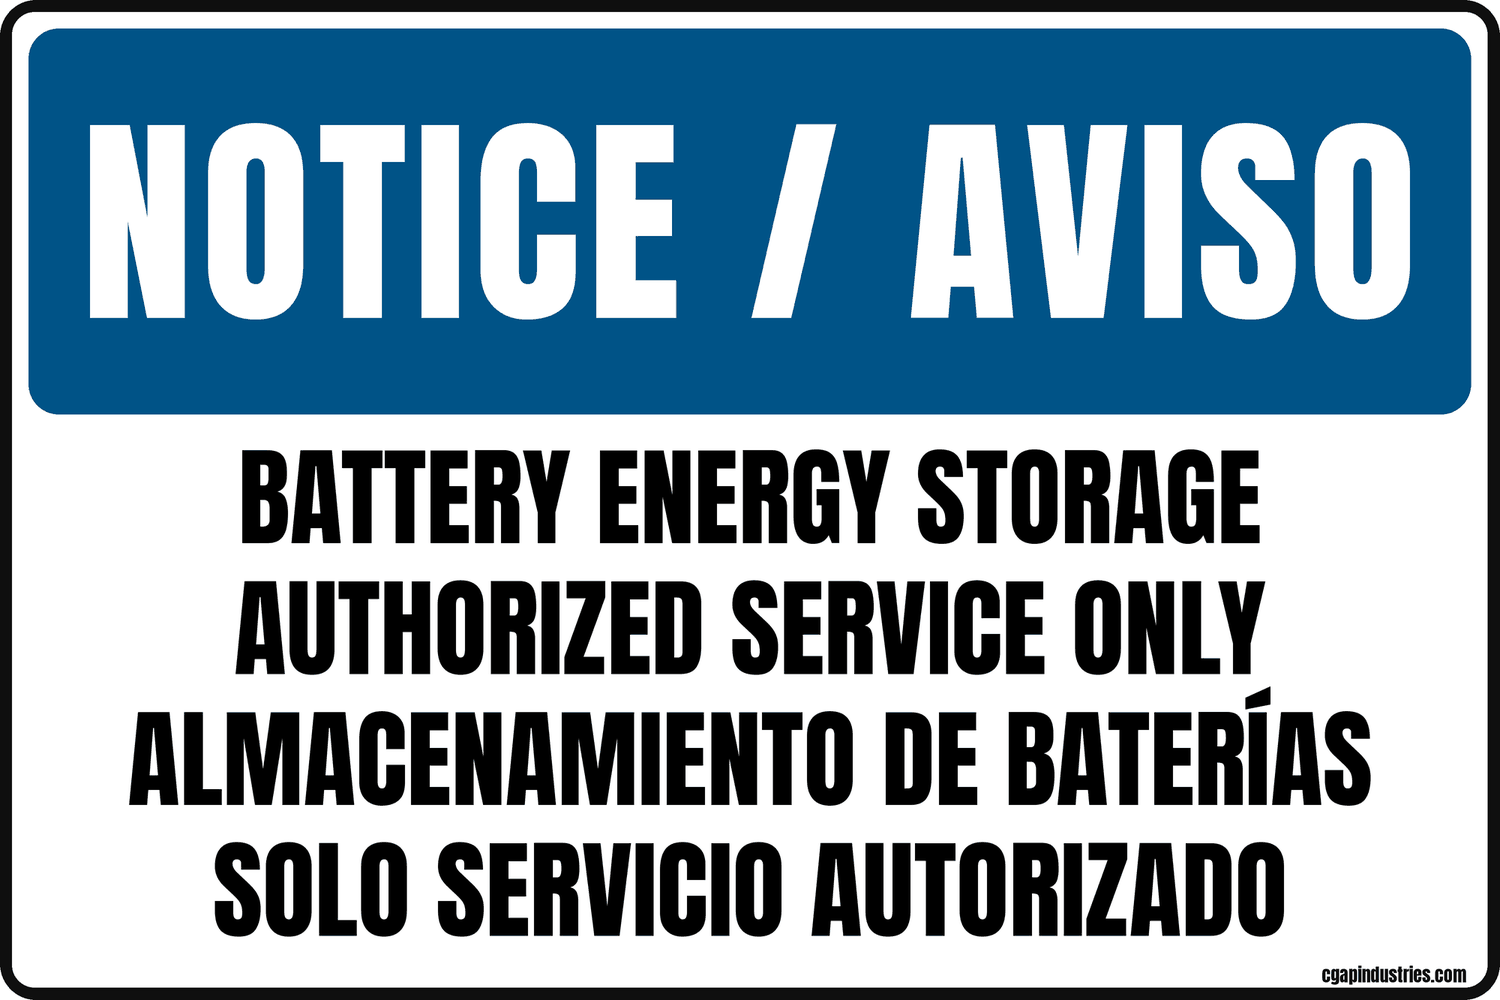 NOTICE / AVISO
BATTERY ENERGY STORAGE
AUTHORIZED SERVICE ONLY
ALMACENAMIENTO DE BATERÍAS
SOLO SERVICIO AUTORIZADO
cgapindustries.com